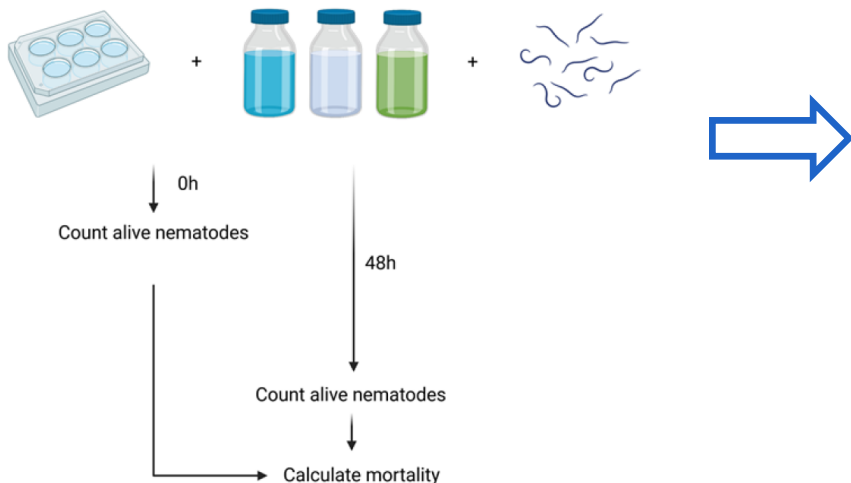 +
+
0h
Count alive nematodes
48h
Count alive nematodes
Calculate mortality